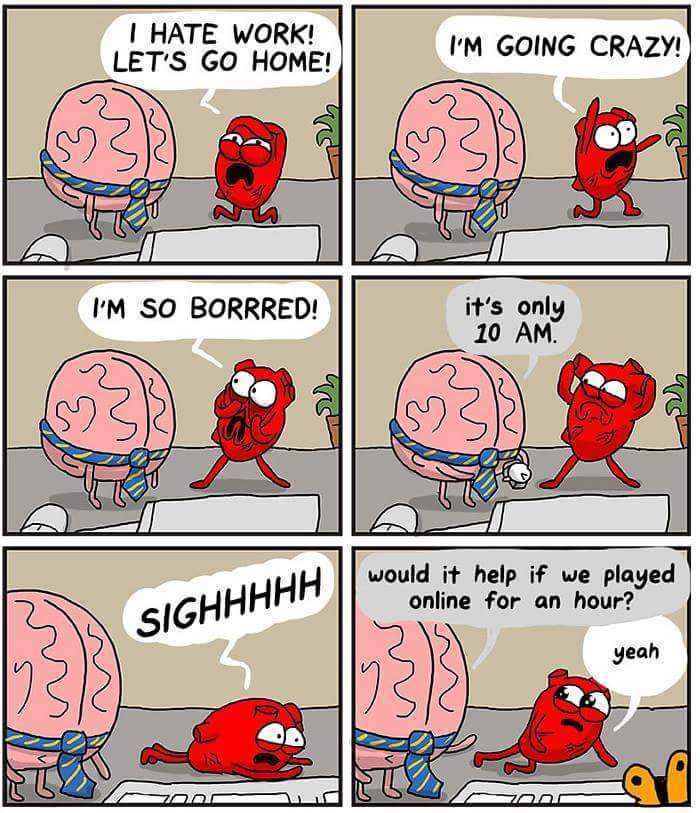 I HATE WORK!
LET'S GO HOME!
I'M GOING CRAZY!
I'M SO BORRRED!
it's only
10 AM.
SIGHHHHH
would it help if we played
online for an hour?
yeah